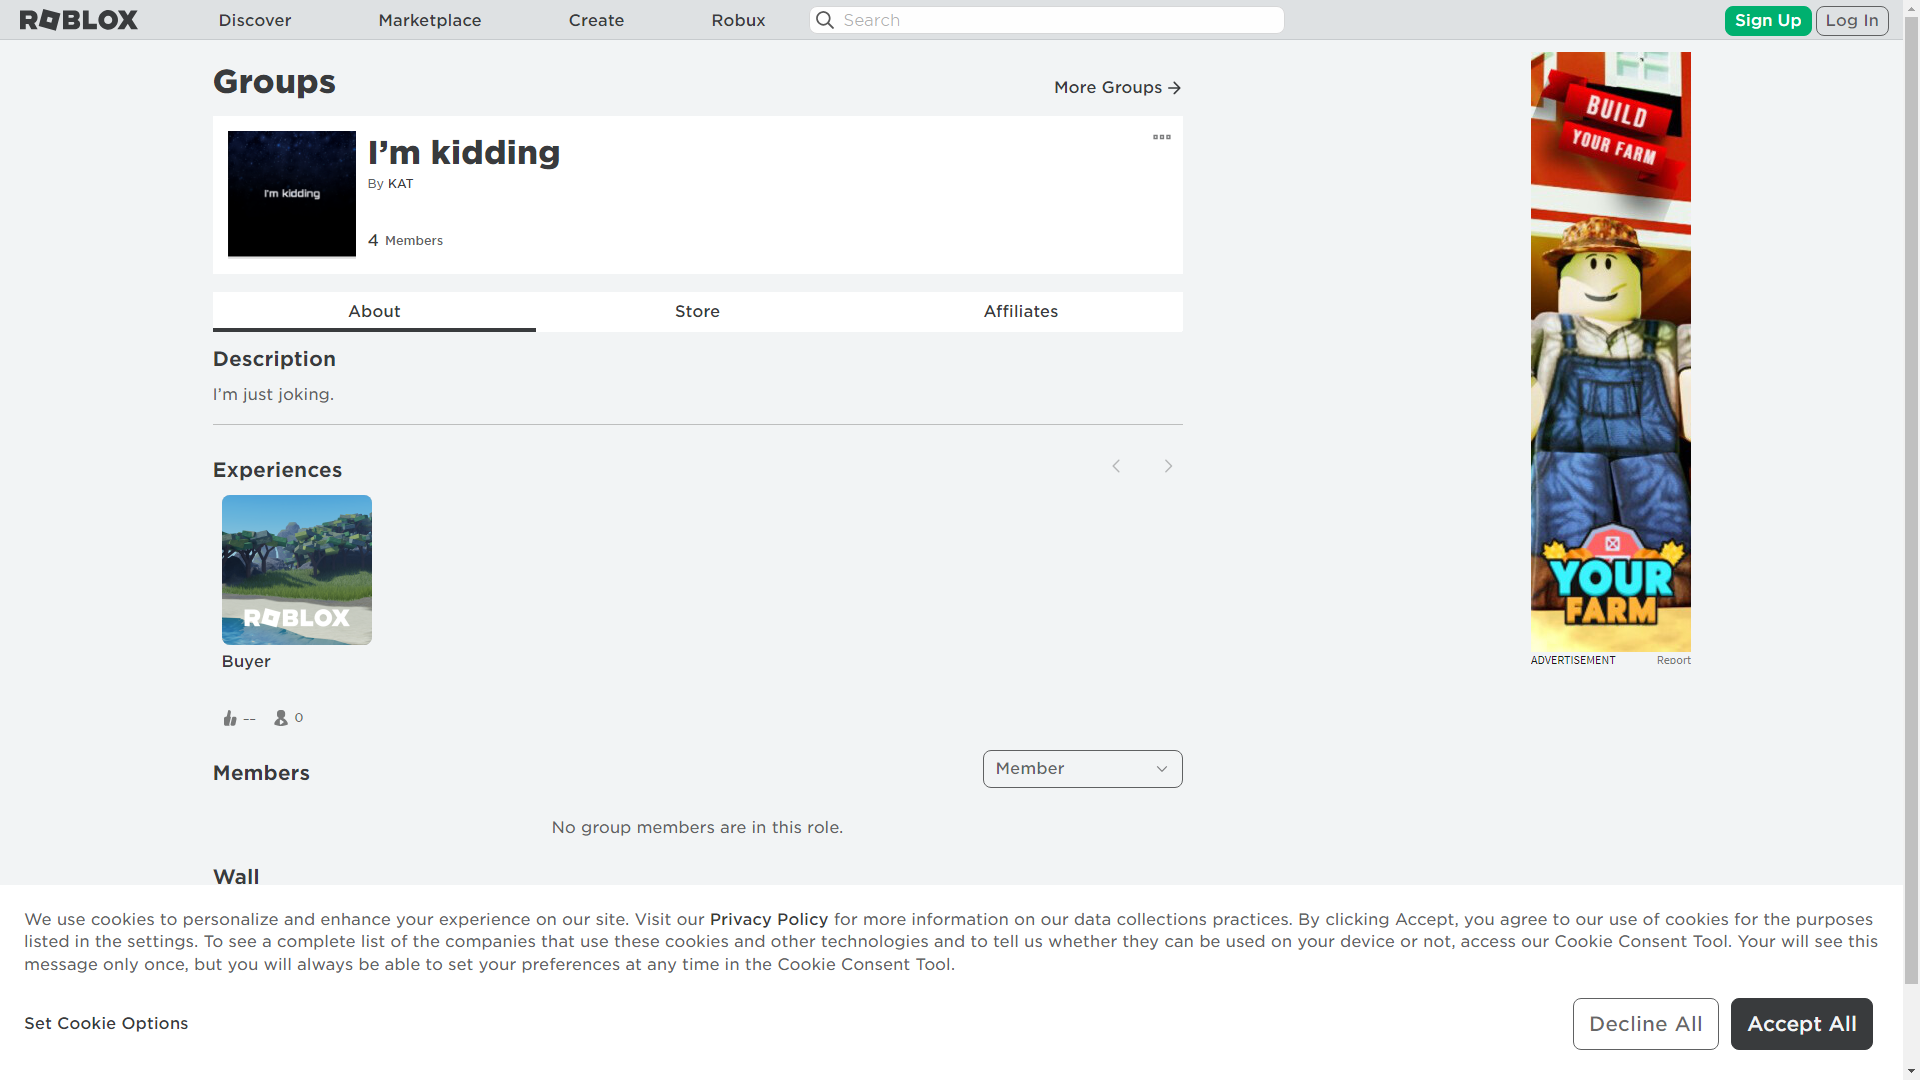 ROBLOX Discover Marketplace Create Robux Search Sign Up Log In
Groups
More Groups
I'm kidding
I’m kidding
By KAT
4 Members
About Store Affiliates
Description
I’m just joking.
Experiences
ROBLOX
Buyer
-- 0
Members
Member
No group members are in this role.
Wall
BUILD
YOUR FARM
YOUR
FARM
ADVERTISEMENT Report
We use cookies to personalize and enhance your experience on our site. Visit our Privacy Policy for more information on our data collections practices. By clicking Accept, you agree to our use of cookies for the purposes
listed in the settings. To see a complete list of the companies that use these cookies and other technologies and to tell us whether they can be used on your device or not, access our Cookie Consent Tool. Your will see this
message only once, but you will always be able to set your preferences at any time in the Cookie Consent Tool.
Set Cookie Options
Decline All
Accept All